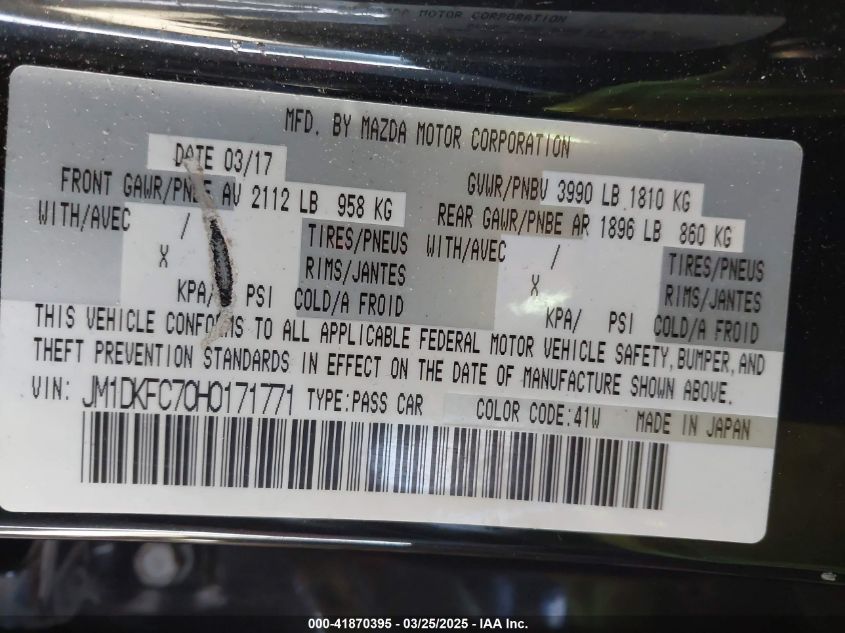 MAZDA MOTOR CORPORATION
MFD. BY MAZDA MOTOR CORPORATION
DATE 03/17
GVWR/PNBV 3990 LB 1810 KG
FRONT GAWR/PNBE AV 2112 LB 958 KG
REAR GAWR/PNBE AR 1896 LB 860 KG
WITH/AVEC / TIRES/PNEUS
WITH/AVEC / TIRES/PNEUS
X RIMS/JANTES
X RIMS/JANTES
KPA/ PSI COLD/A FROID
KPA/ PSI COLD/A FROID
THIS VEHICLE CONFORMS TO ALL APPLICABLE FEDERAL MOTOR VEHICLE SAFETY, BUMPER, AND
THEFT PREVENTION STANDARDS IN EFFECT ON THE DATE OF MANUFACTURE SHOWN ABOVE.
VIN: JM1DKFC70H0171771 TYPE:PASS CAR COLOR CODE:41W MADE IN JAPAN
000-41870395 - 03/25/2025 - IAA Inc.